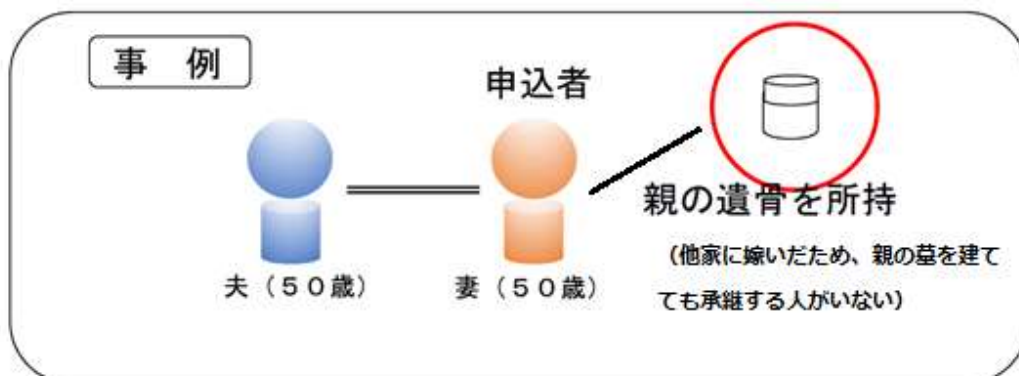 事 例
申込者
親の遺骨を所持
(他家に嫁いだため、親の墓を建て
ても承継する人がいない)
夫(50歳)
妻(50歳)